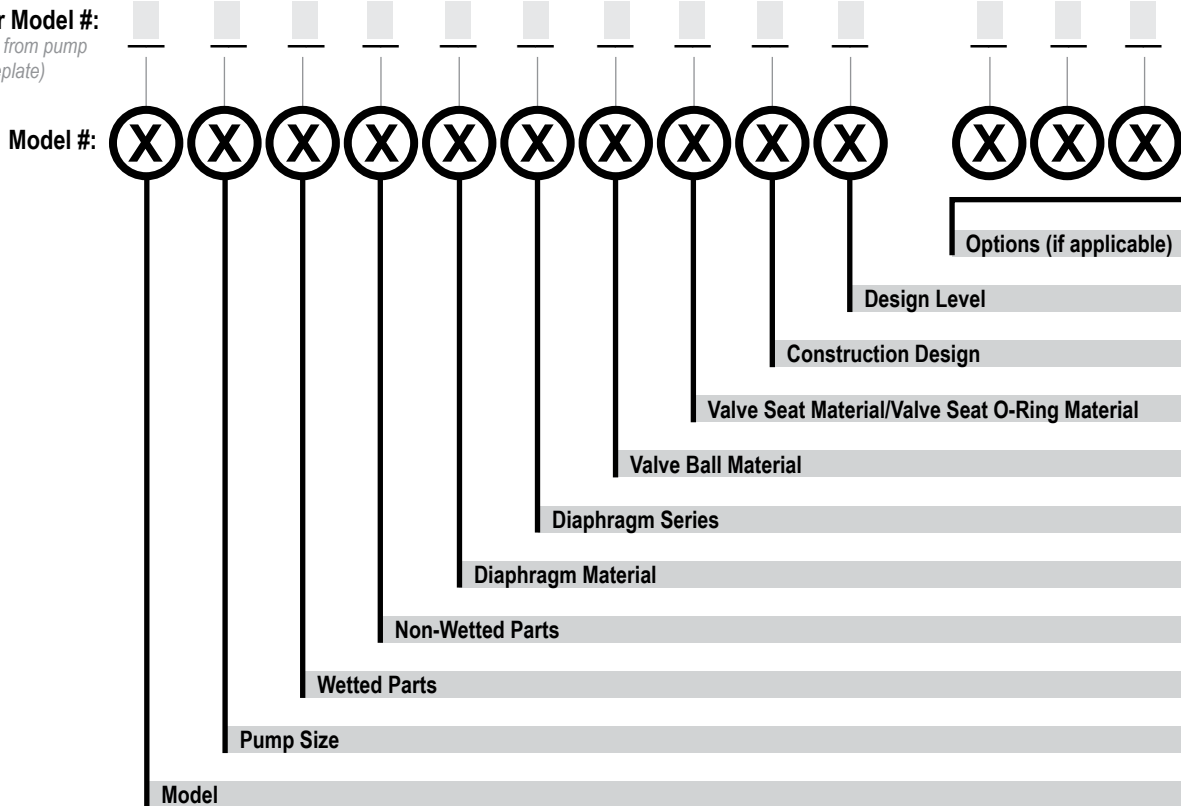 r Model #:
from pump
plate)
Model #: X X X X X X X X X X X X X
Options (if applicable)
Design Level
Construction Design
Valve Seat Material/Valve Seat O-Ring Material
Valve Ball Material
Diaphragm Series
Diaphragm Material
Non-Wetted Parts
Wetted Parts
Pump Size
Model